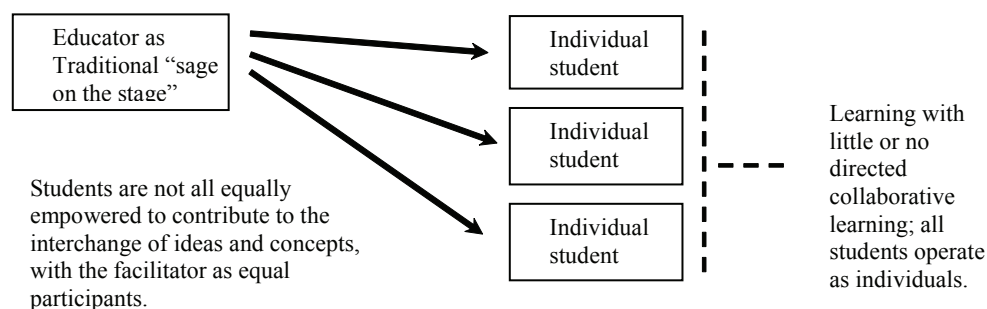 Educator as
Traditional “sage
on the stage”
Individual
student
Individual
student
Individual
student
Students are not all equally
empowered to contribute to the
interchange of ideas and concepts,
with the facilitator as equal
participants.
Learning with
little or no
directed
collaborative
learning; all
students operate
as individuals.